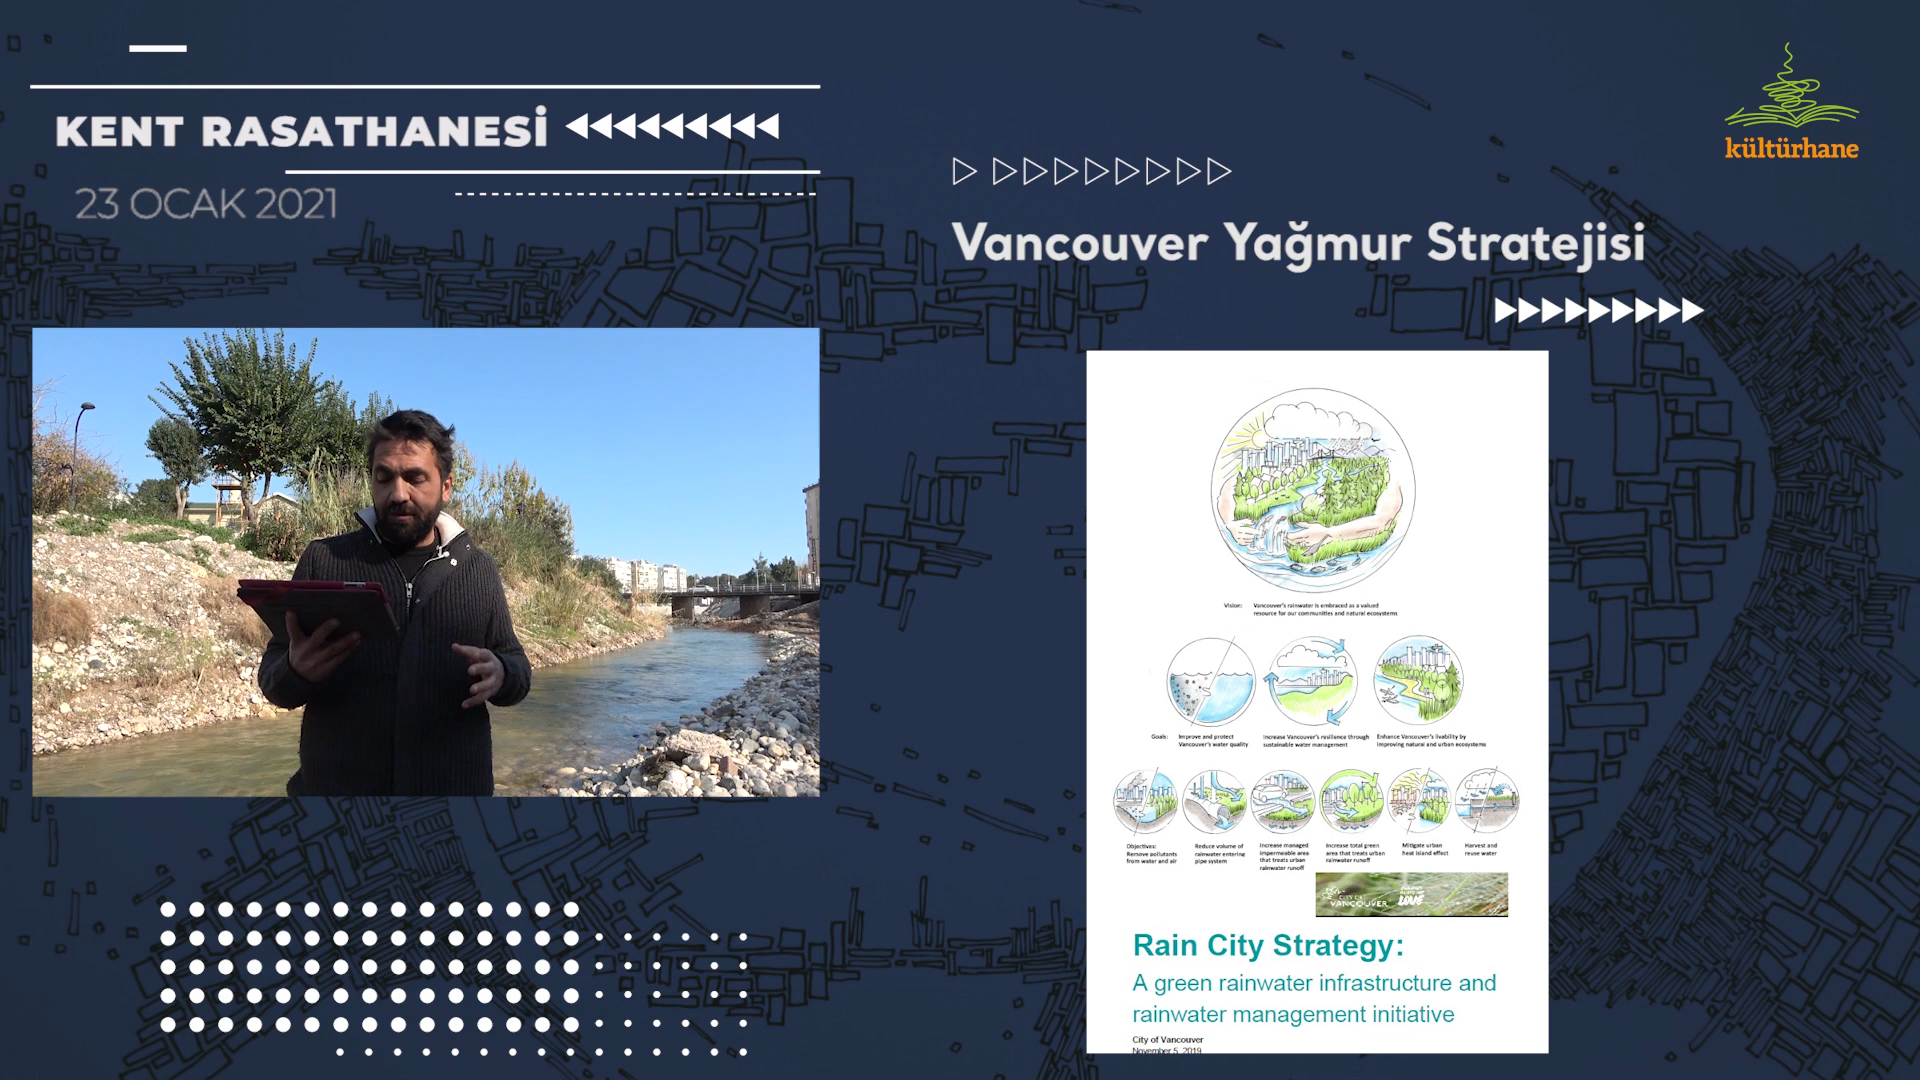 KENT RASATHANESİ
23 OCAK 2021
kültürhane
Vancouver Yağmur Stratejisi
Vision: Vancouver's rainwater is embraced as a valued
resource for our communities and natural ecosystems
Goals: Improve and protect
Vancouver's water quality
Increase Vancouver's resilience through
sustainable water management
Enhance Vancouver's livability by
improving natural and urban ecosystems
Objectives:
Remove pollutants
from water and air
Reduce volume of
rainwater entering
pipe system
Increase managed
impermeable area
that treats urban
rainwater runoff
Increase total green
area that treats urban
rainwater runoff
Mitigate urban
heat island effect
Harvest and
reuse water
CITY OF
VANCOUVER
LOVE
Rain City Strategy:
A green rainwater infrastructure and
rainwater management initiative
City of Vancouver
November 5, 2019